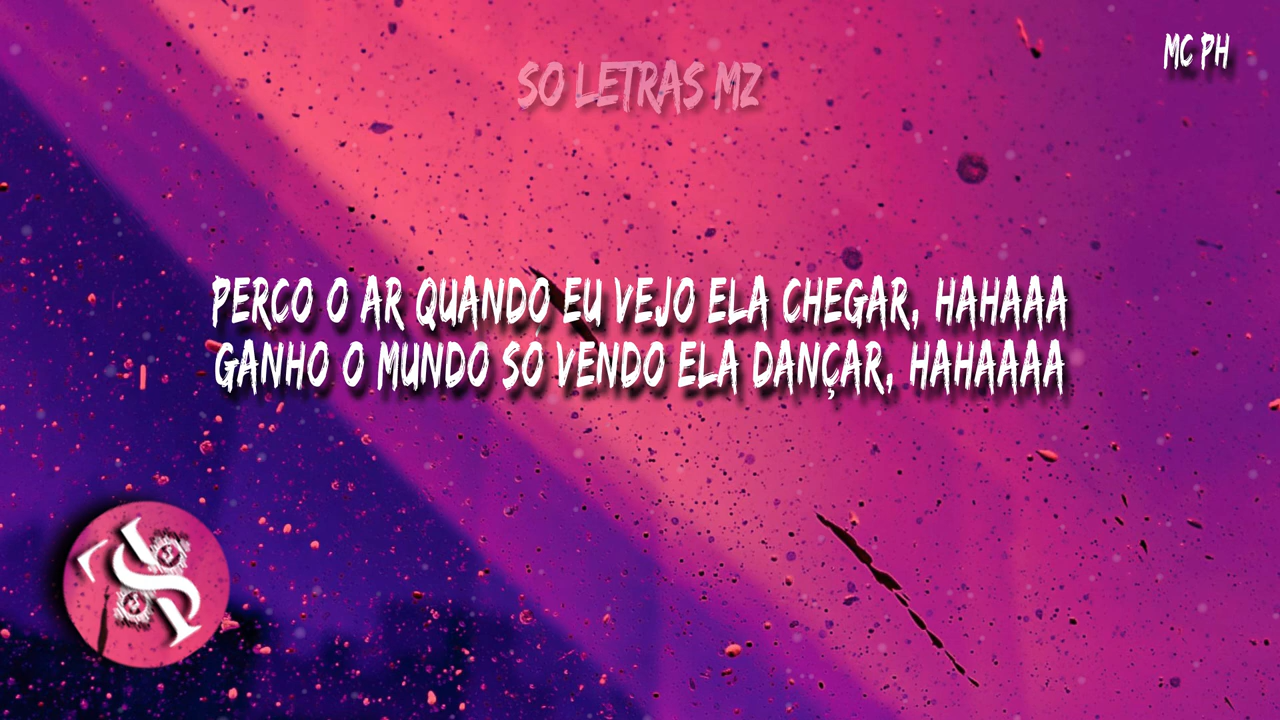 MC PH
SO LETRAS MZ
PERCO O AR QUANDO EU VEJO ELA CHEGAR, HAHAAA
GANHO O MUNDO SÓ VENDO ELA DANÇAR, HAHAAAA